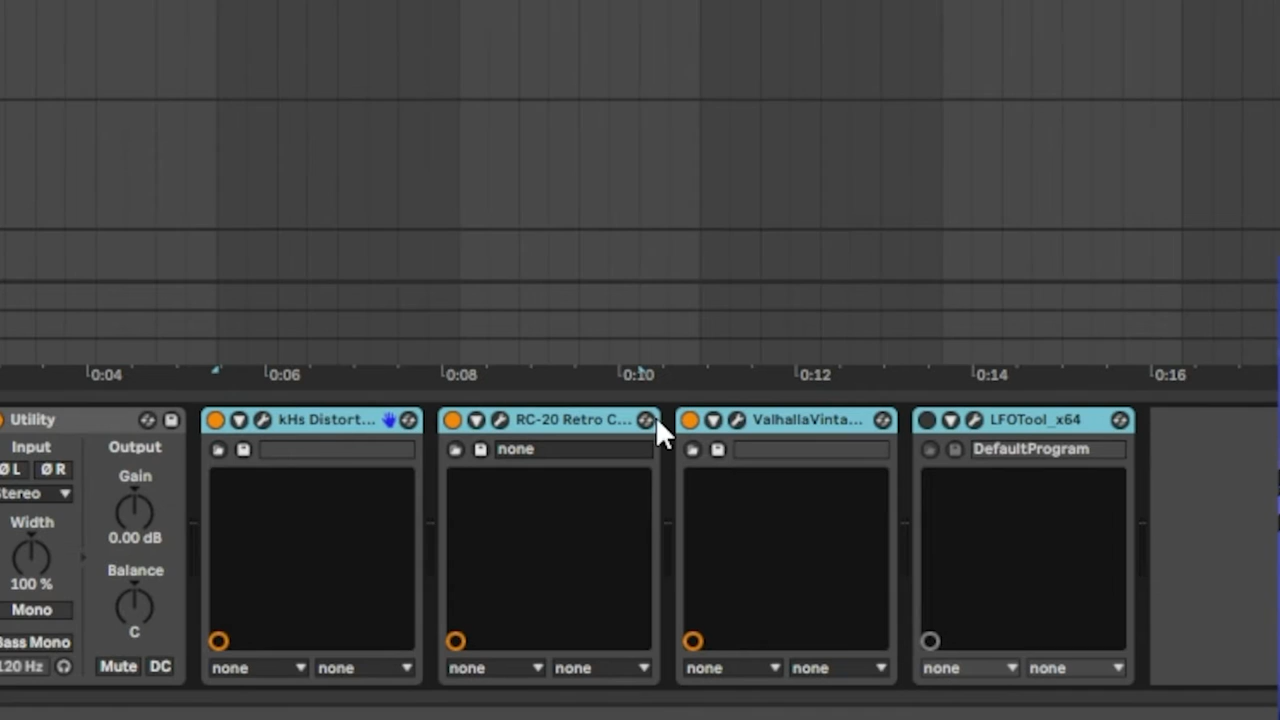 0:04 0:06 0:08 0:10 0:12 0:14 0:16
Utility
Input Output
Ø L Ø R Gain
Stereo
Width 0.00 dB
Balance
100 %
Mono C
Bass Mono
120 Hz Mute DC
kHs Distort...
none none
RC-20 Retro C...
none
none none
ValhallaVinta...
none none
LFOTool_x64
DefaultProgram
none none